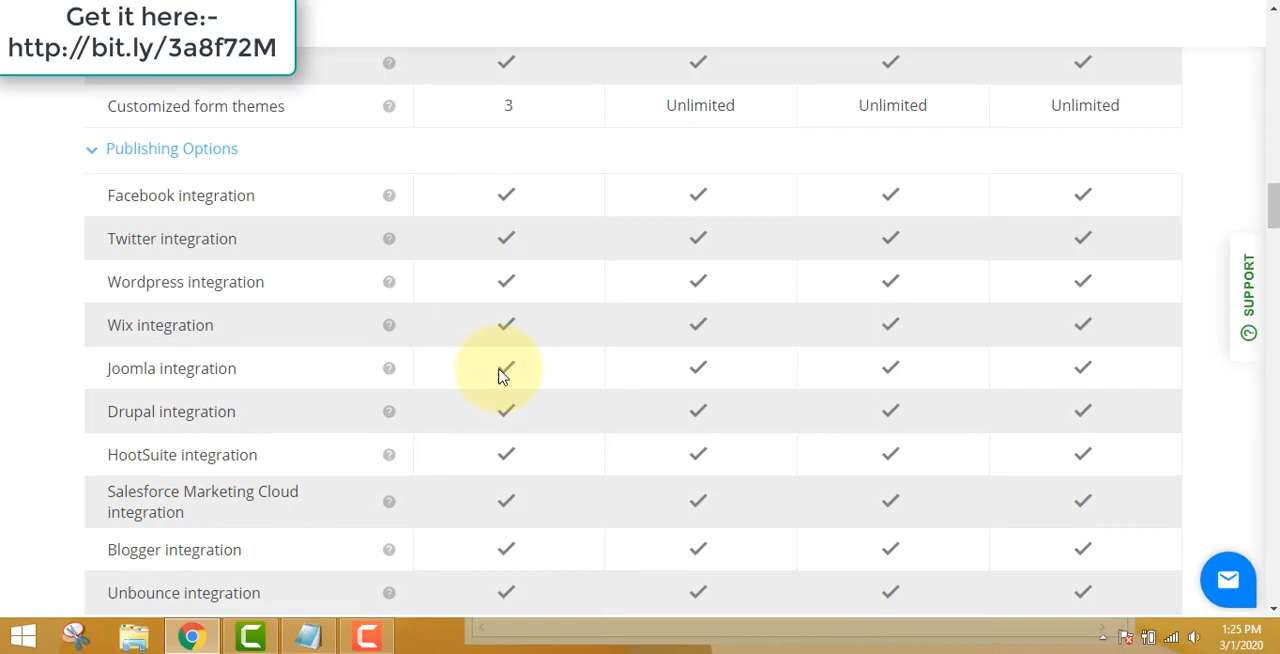 Get it here:-
http://bit.ly/3a8f72M
Customized form themes ? 3 Unlimited Unlimited Unlimited
Publishing Options
Facebook integration ?
Twitter integration ?
Wordpress integration ?
Wix integration ?
Joomla integration ?
Drupal integration ?
HootSuite integration ?
Salesforce Marketing Cloud
integration ?
Blogger integration ?
Unbounce integration ?
? SUPPORT
1:25 PM
3/1/2020